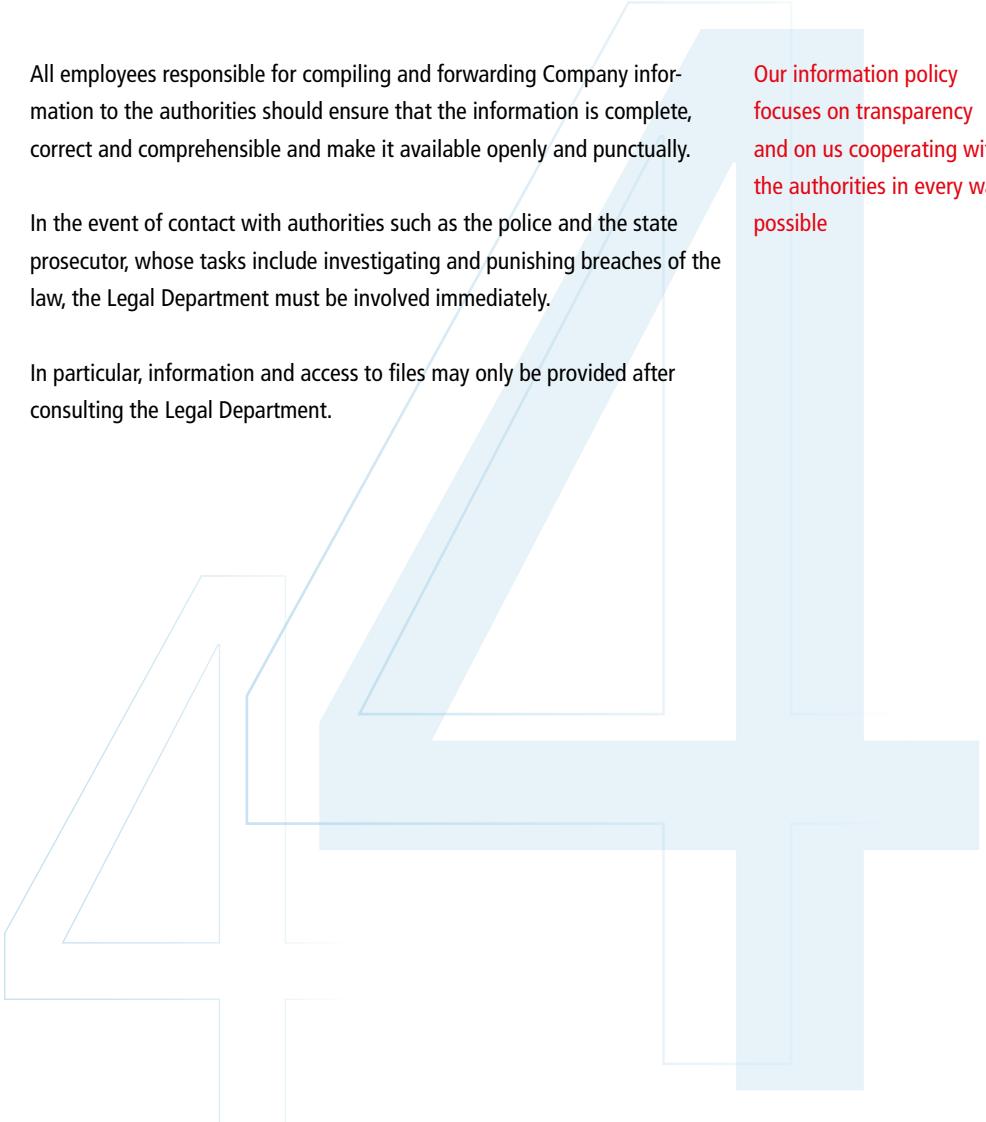 All employees responsible for compiling and forwarding Company infor-
mation to the authorities should ensure that the information is complete,
correct and comprehensible and make it available openly and punctually.
In the event of contact with authorities such as the police and the state
prosecutor, whose tasks include investigating and punishing breaches of the
law, the Legal Department must be involved immediately.
In particular, information and access to files may only be provided after
consulting the Legal Department.
Our information policy
focuses on transparency
and on us cooperating
the authorities in every
possible
4
4
4